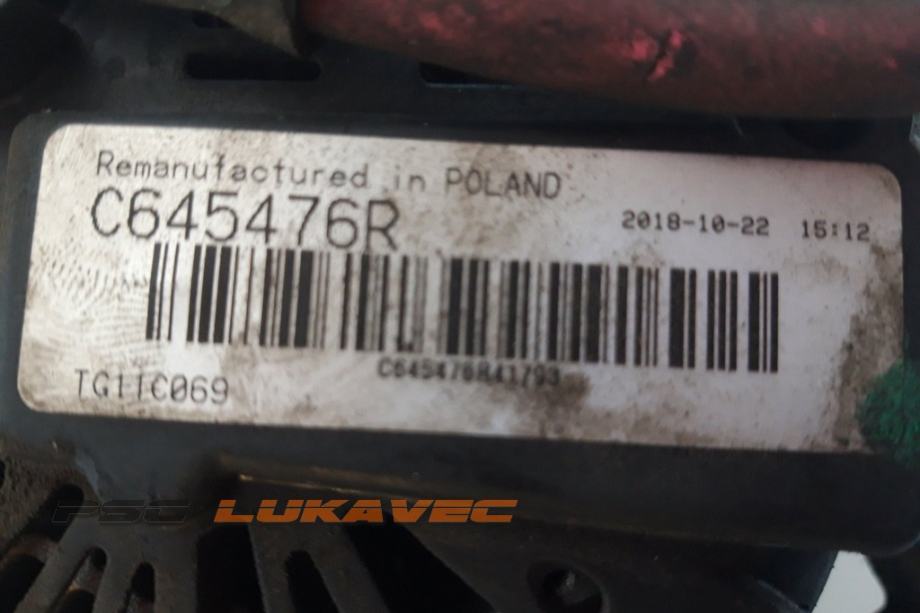 Remanufactured in POLAND
C645476R
2018-10-22 15:12
C645476R41793
TG11C069
PSC LUKAVEC